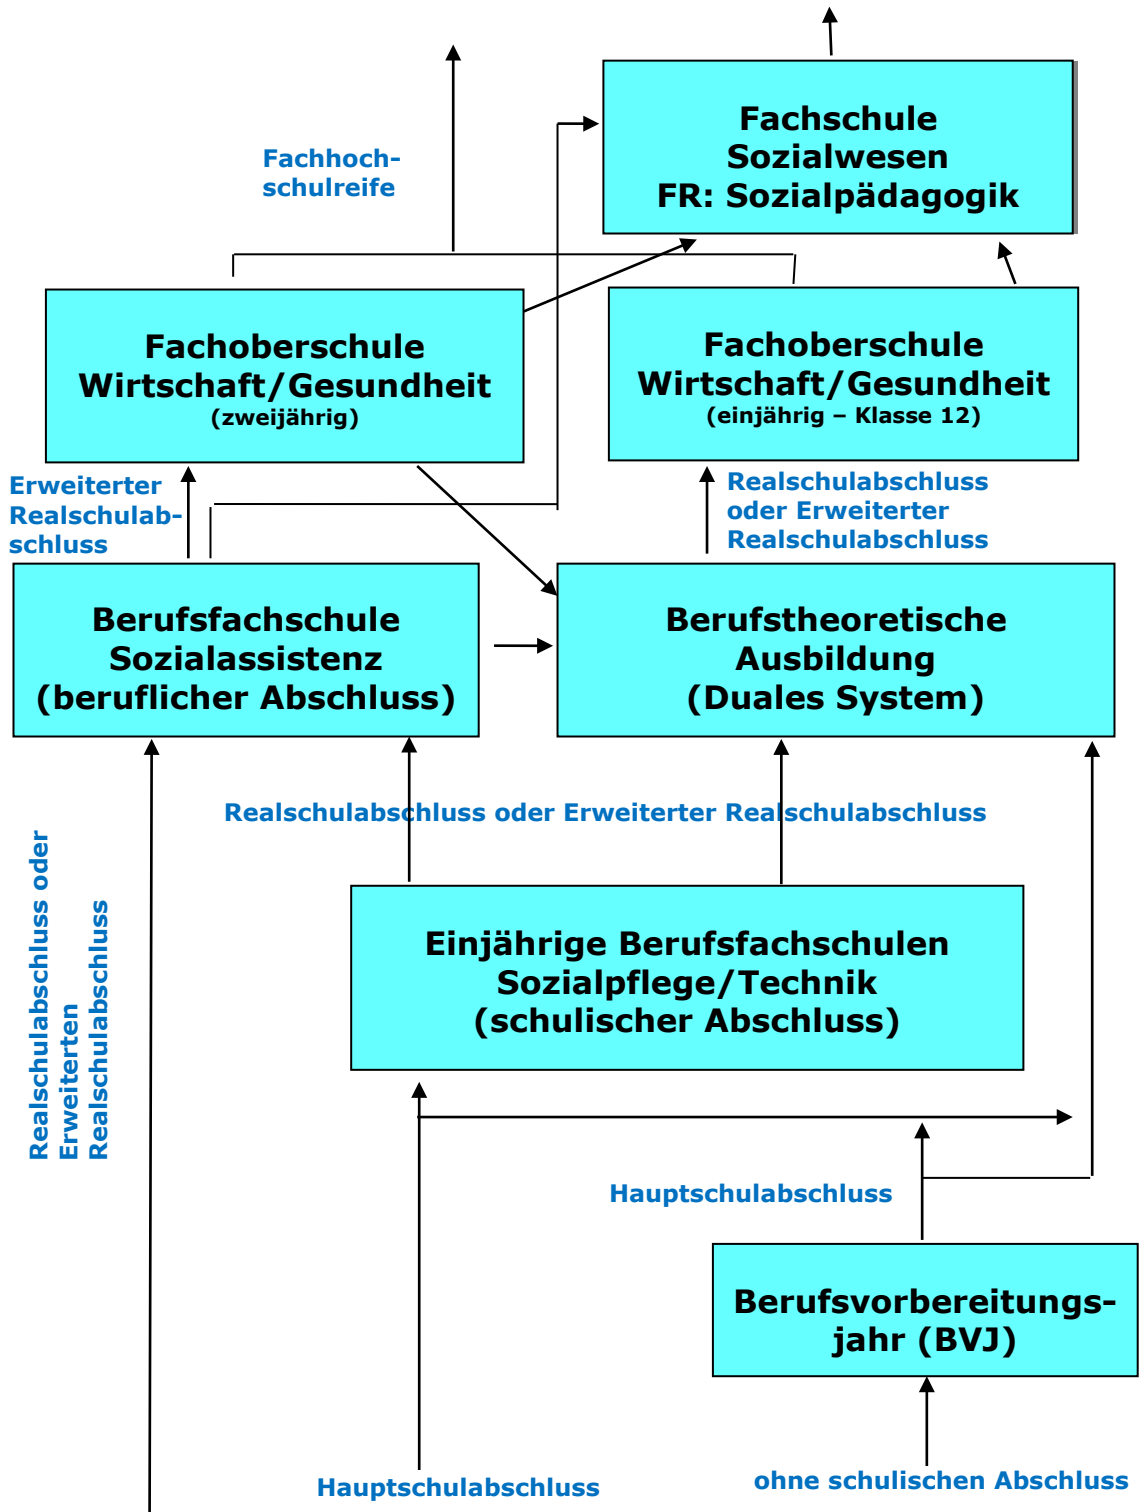 Fachschule
Sozialwesen
FR: Sozialpädagogik
Fachhoch-
schulreife
Fachoberschule
Wirtschaft/Gesundheit
(zweijährig)
Fachoberschule
Wirtschaft/Gesundheit
(einjährig – Klasse 12)
Erweiterter
Realschulab-
schluss
Realschulabschluss
oder Erweiterter
Realschulabschluss
Berufsfachschule
Sozialassistenz
(beruflicher Abschluss)
Berufstheoretische
Ausbildung
(Duales System)
Realschulabschluss oder Erweiterter Realschulabschluss
Realschulabschluss oder
Erweiterten
Realschulabschluss
Einjährige Berufsfachschulen
Sozialpflege/Technik
(schulischer Abschluss)
Hauptschulabschluss
Berufsvorbereitungs-
jahr (BVJ)
Hauptschulabschluss
ohne schulischen Abschluss